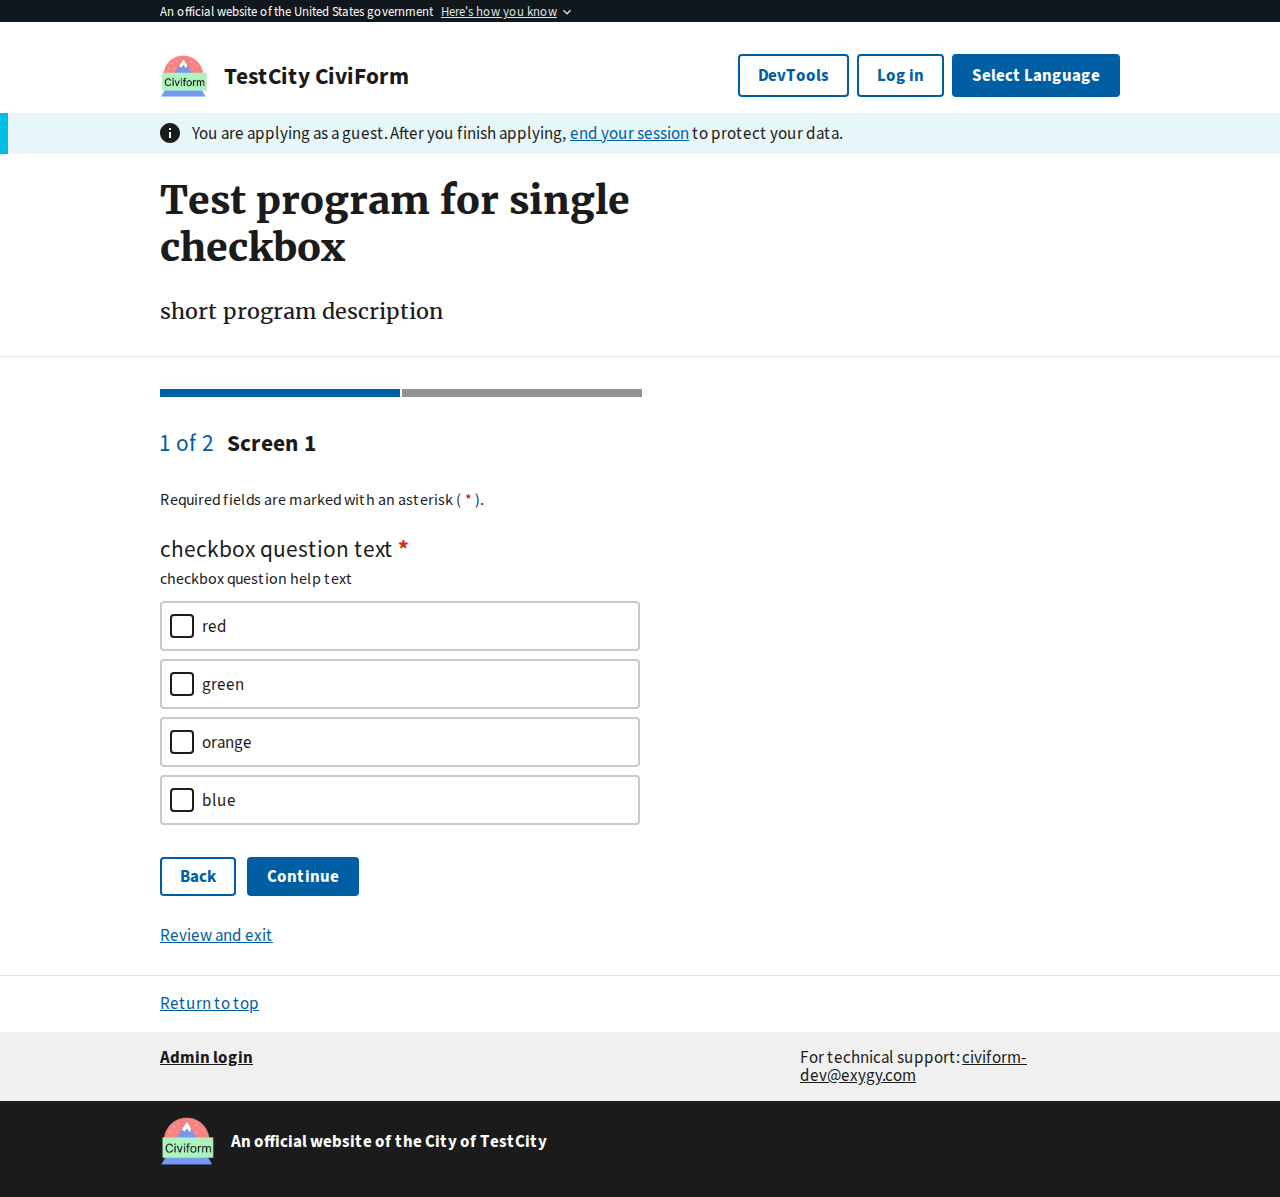 An official website of the United States government Here's how you know
Civiform
TestCity CiviForm
DevTools
Log in
Select Language
You are applying as a guest. After you finish applying, end your session to protect your data.
Test program for single
checkbox
short program description
1 of 2 Screen 1
Required fields are marked with an asterisk ( * ).
checkbox question text *
checkbox question help text
red
green
orange
blue
Back
Continue
Review and exit
Return to top
Admin login
For technical support: civiform-
dev@exygy.com
Civiform
An official website of the City of TestCity